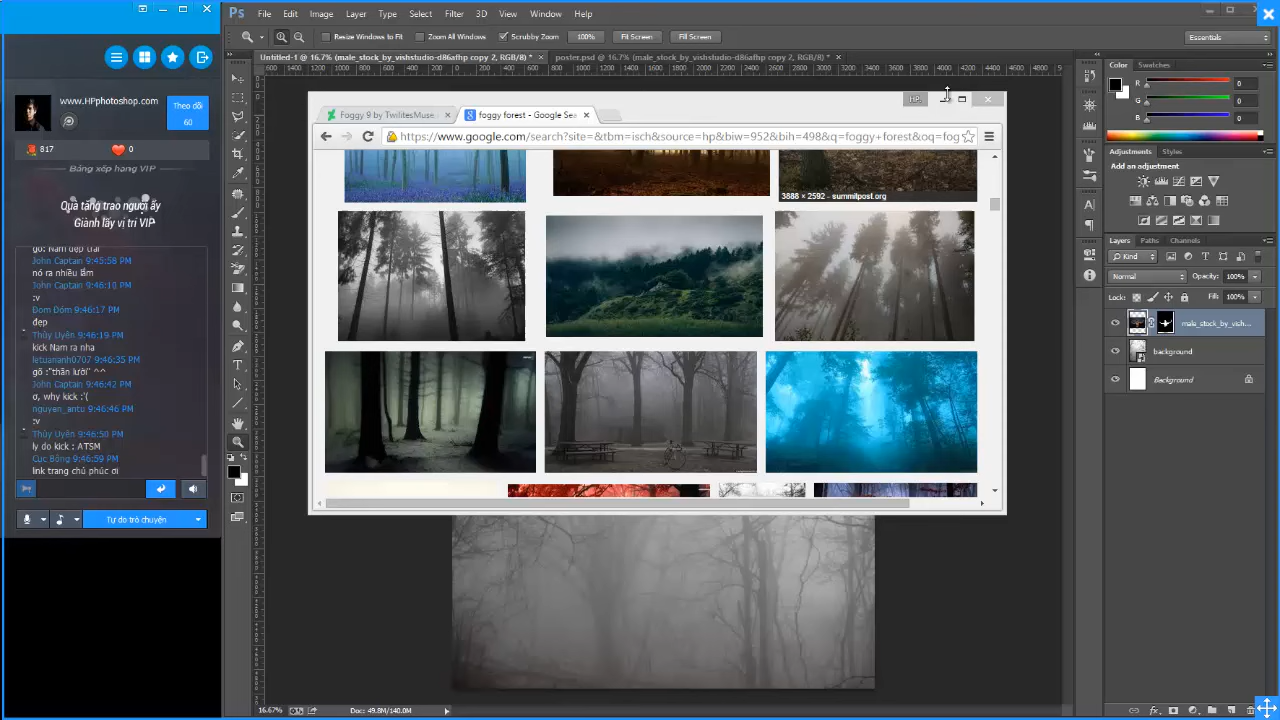 Ps File Edit Image Layer Type Select Filter 3D View Window Help
Resize Windows to Fit Zoom All Windows Scrubby Zoom 100% Fit Screen Fill Screen Essentials
Untitled-1 @ 16.7% (male_stock_by_vishstudio-d86afhp copy 2, RGB/8) * × poster.psd @ 16.7% (male_stock_by_vishstudio-d86afhp copy 2, RGB/8) * ×
www.HPphotoshop.com
Theo dõi
60
817 0
Bảng xếp hạng VIP
Quà tặng trao người ấy
Giành lấy vị trí VIP
gõ: Nam đẹp trai
John Captain 9:45:58 PM
nó ra nhiều lắm
John Captain 9:46:10 PM
:v
Đom Đóm 9:46:17 PM
đẹp
Thủy Uyên 9:46:19 PM
kick Nam ra nha
letuananh0707 9:46:35 PM
gõ :"thằn lười" ^^
John Captain 9:46:42 PM
ơ, why kick :'(
nguyen_antu 9:46:46 PM
:v
Thủy Uyên 9:46:50 PM
lý do kick : ATSM
Cục Bông 9:46:59 PM
link trang chú phúc ơi
Tự do trò chuyện
Foggy 9 by TwilitesMuse × foggy forest - Google Sea ×
HP.
https://www.google.com/search?site=&tbm=isch&source=hp&biw=952&bih=498&q=foggy+forest&oq=fog
3888 × 2592 - summitpost.org
Color Swatches
R 0
G 0
B 0
Adjustments Styles
Add an adjustment
Layers Paths Channels
Kind
Normal Opacity: 100%
Lock: Fill: 100%
male_stock_by_vish...
background
Background
16.67% Doc: 49.8M/140.0M